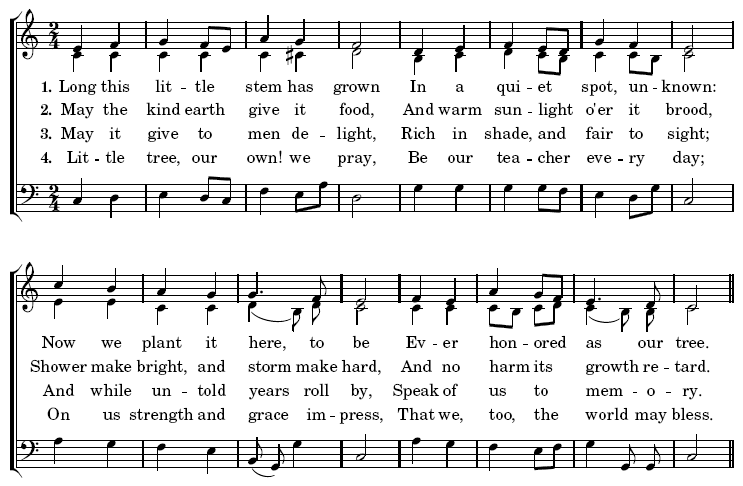 1. Long this lit - tle stem has grown In a qui - et spot, un - known:
2. May the kind earth give it food, And warm sun - light o'er it brood,
3. May it give to men de - light, Rich in shade, and fair to sight;
4. Lit - tle tree, our own! we pray, Be our tea - cher eve - ry day;
Now we plant it here, to be Ev - er hon - ored as our tree.
Shower make bright, and storm make hard, And no harm its growth re - tard.
And while un - told years roll by, Speak of us to mem - o - ry.
On us strength and grace im - press, That we, too, the world may bless.